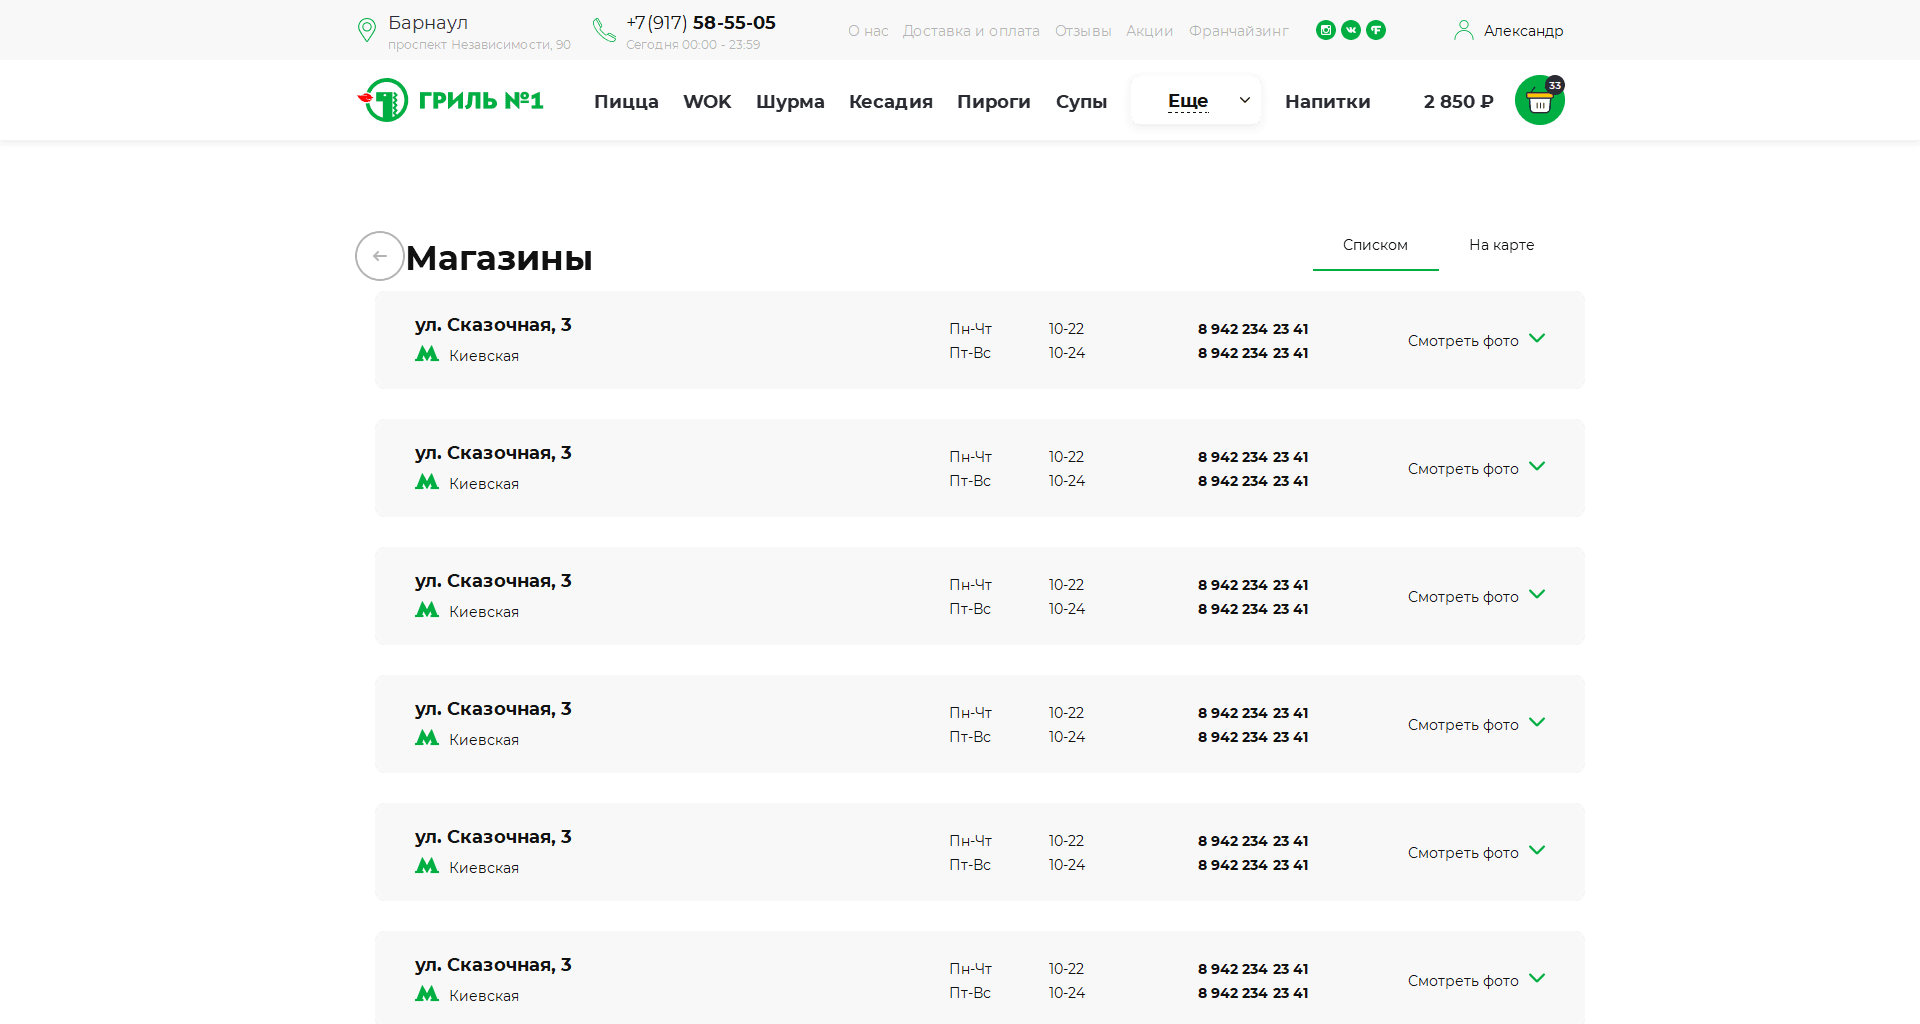 Барнаул
проспект Независимости, 90
+7(917) 58-55-05
Сегодня 00:00 - 23:59
О нас Доставка и оплата Отзывы Акции Франчайзинг
Александр
ГРИЛЬ №1
Пицца WOK Шурма Кесадия Пироги Супы Еще Напитки
2 850 ₽
33
Магазины
Списком На карте
ул. Сказочная, 3
Киевская
Пн-Чт 10-22
Пт-Вс 10-24
8 942 234 23 41
8 942 234 23 41
Смотреть фото
ул. Сказочная, 3
Киевская
Пн-Чт 10-22
Пт-Вс 10-24
8 942 234 23 41
8 942 234 23 41
Смотреть фото
ул. Сказочная, 3
Киевская
Пн-Чт 10-22
Пт-Вс 10-24
8 942 234 23 41
8 942 234 23 41
Смотреть фото
ул. Сказочная, 3
Киевская
Пн-Чт 10-22
Пт-Вс 10-24
8 942 234 23 41
8 942 234 23 41
Смотреть фото
ул. Сказочная, 3
Киевская
Пн-Чт 10-22
Пт-Вс 10-24
8 942 234 23 41
8 942 234 23 41
Смотреть фото
ул. Сказочная, 3
Киевская
Пн-Чт 10-22
Пт-Вс 10-24
8 942 234 23 41
8 942 234 23 41
Смотреть фото